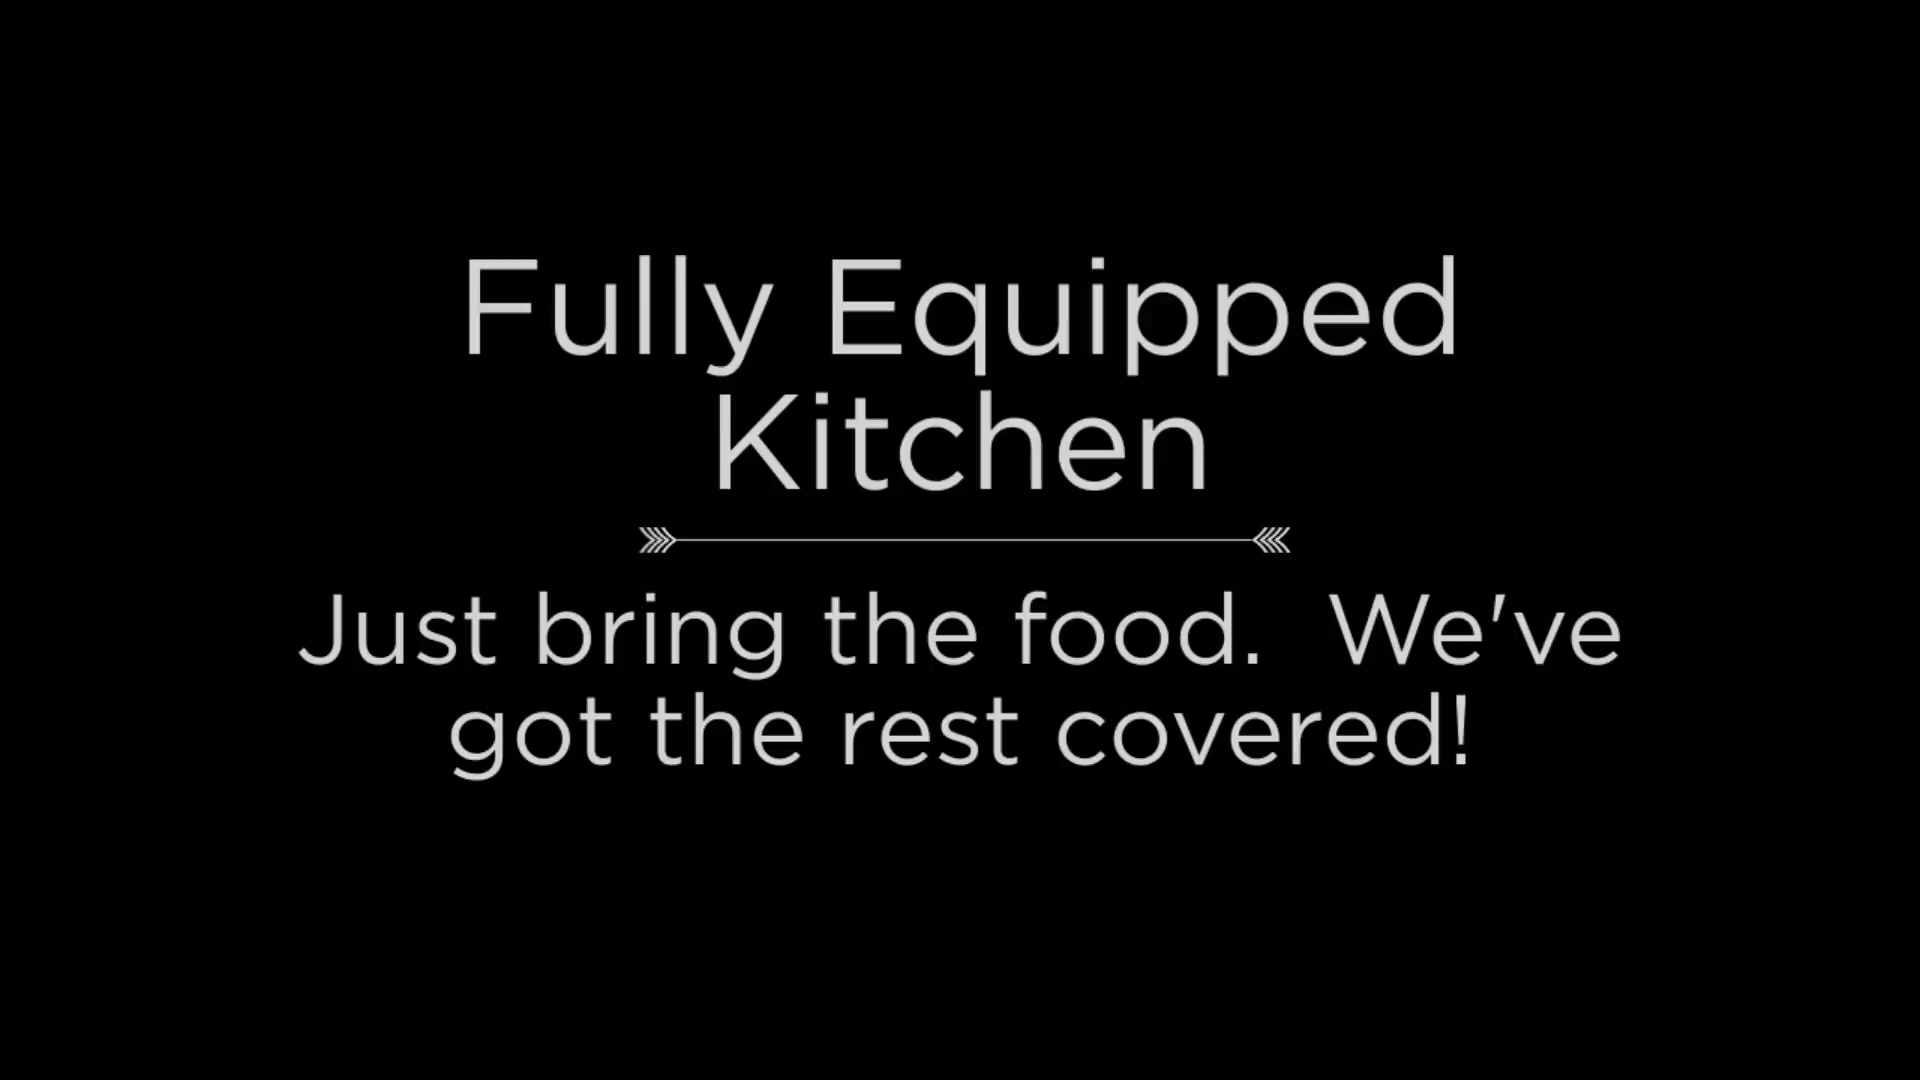 Fully Equipped
Kitchen
Just bring the food.  We've
got the rest covered!